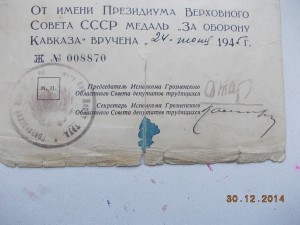 От имени Президиума Верховного
Совета СССР медаль „За оборону
Кавказа" вручена 24 июня 1945 г.
Ж № 008870
М. П.
Председатель Исполкома Грозненского
Областного Совета депутатов трудящихся
Секретарь Исполкома Грозненского
Областного Совета депутатов трудящихся
30.12.2014